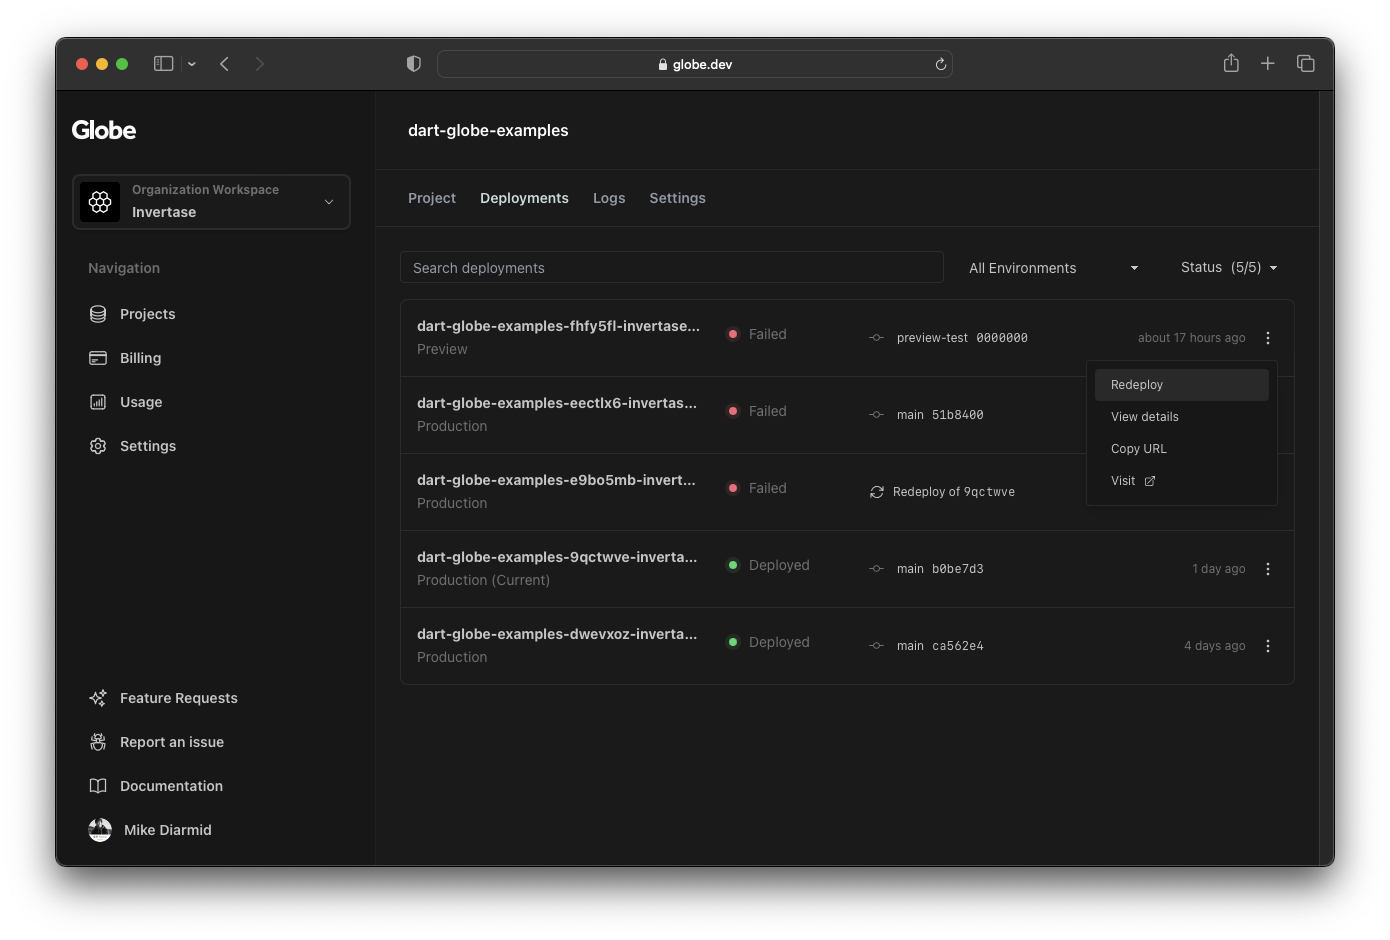 globe.dev
Globe
Organization Workspace
Invertase
Navigation
Projects
Billing
Usage
Settings
Feature Requests
Report an issue
Documentation
Mike Diarmid
dart-globe-examples
Project Deployments Logs Settings
Search deployments All Environments Status (5/5)
dart-globe-examples-fhfy5fl-invertase... Failed preview-test 0000000 about 17 hours ago
Preview
dart-globe-examples-eectlx6-invertas... Failed main 51b8400
Production
dart-globe-examples-e9bo5mb-invert... Failed Redeploy of 9qctwve
Production
Redeploy
View details
Copy URL
Visit
dart-globe-examples-9qctwve-inverta... Deployed main b0be7d3 1 day ago
Production (Current)
dart-globe-examples-dwevxoz-inverta... Deployed main ca562e4 4 days ago
Production